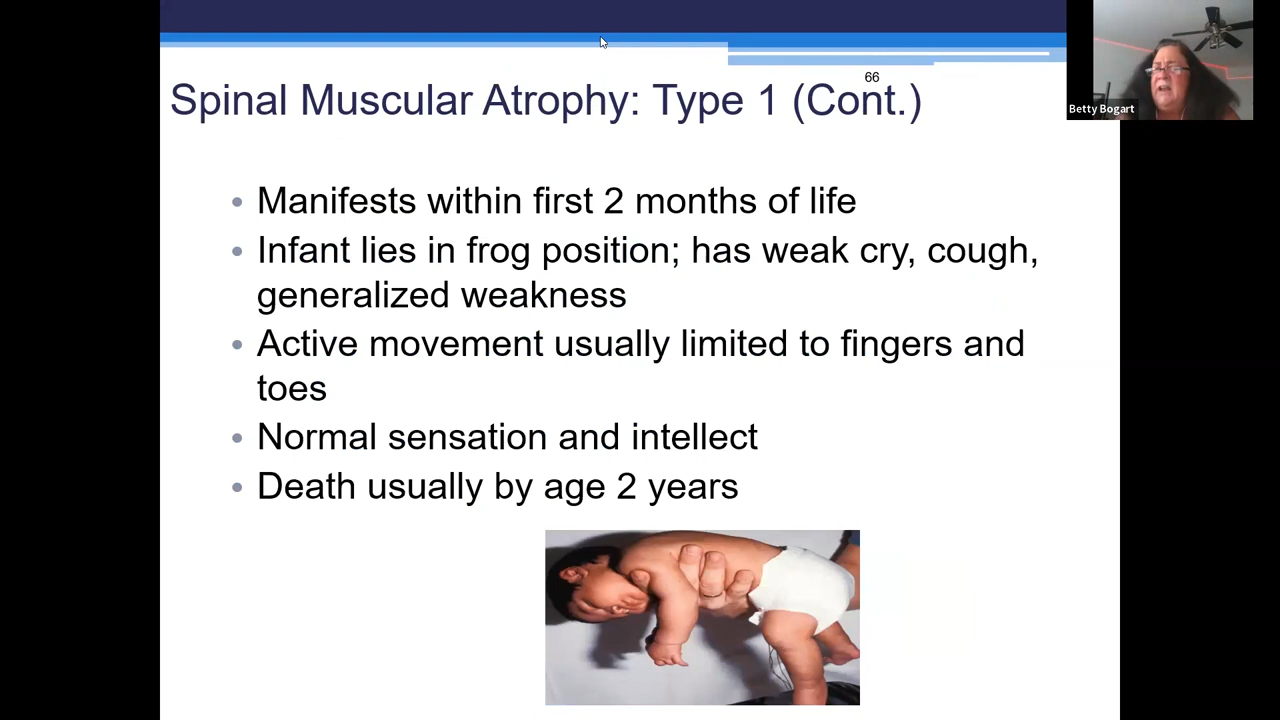 66
Spinal Muscular Atrophy: Type 1 (Cont.)
Betty Bogart
• Manifests within first 2 months of life
• Infant lies in frog position; has weak cry, cough,
generalized weakness
• Active movement usually limited to fingers and
toes
• Normal sensation and intellect
• Death usually by age 2 years